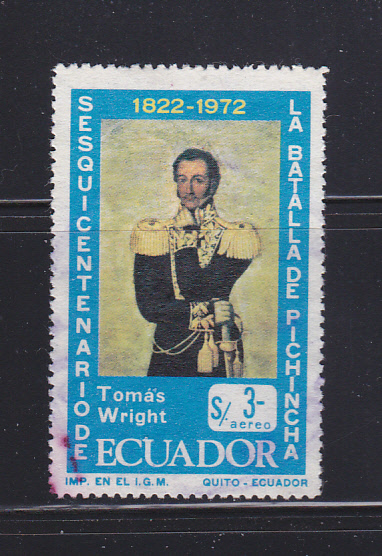 1822-1972
SESQUICENTENARIO DE
LA BATALLA DE PICHINCHA
Tomás
Wright
S/. 3-
aereo
ECUADOR
IMP. EN EL I.G.M. QUITO - ECUADOR